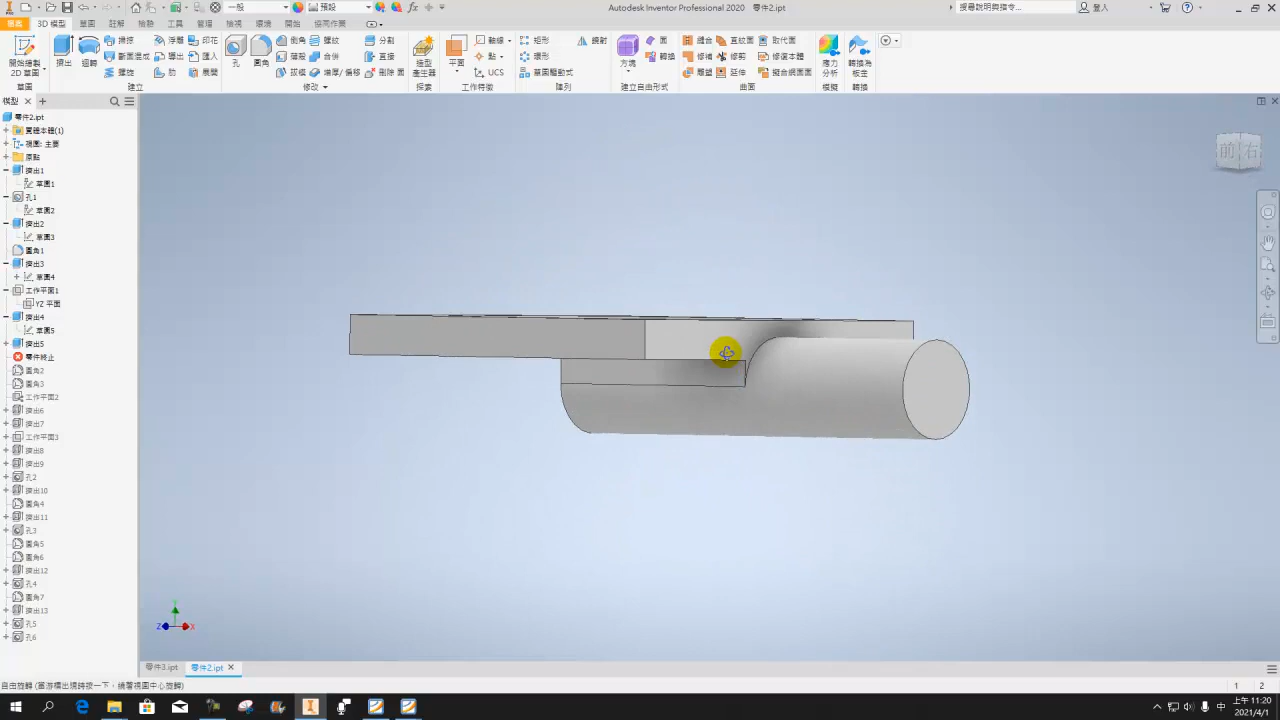 一般
預設
Autodesk Inventor Professional 2020 零件2.ipt
搜尋說明與指令...
登入
檔案 3D 模型 草圖 註解 檢驗 工具 管理 檢視 環境 開始 協同作業
開始繪製
2D 草圖
擠出
迴轉
掃掠
斷面混成
螺旋
浮雕
導出
肋
印花
匯入
展開
孔
圓角
倒角
薄殼
拔模
螺紋
合併
增厚/偏移
分割
直接
刪除 面
造型
產生器
平面
軸線
點
UCS
矩形
環形
草圖驅動式
鏡射
方塊
面
轉換
縫合
修補
雕塑
直紋面
修剪
延伸
取代面
修復本體
擬合網面面
應力
分析
轉換為
板金
草圖 建立 修改 探索 工作特徵 陣列 建立自由形式 曲面 模擬 轉換
模型
零件2.ipt
實體本體(1)
視圖: 主要
原點
擠出1
草圖1
孔1
草圖2
擠出2
草圖3
圓角1
擠出3
草圖4
工作平面1
YZ 平面
擠出4
草圖5
擠出5
零件終止
圓角2
圓角3
工作平面2
擠出6
擠出7
工作平面3
擠出8
擠出9
孔2
擠出10
圓角4
擠出11
孔3
圓角5
圓角6
擠出12
孔4
圓角7
擠出13
孔5
孔6
前 右
Y
Z X
零件3.ipt 零件2.ipt
1 2
中
上午 11:20
2021/4/1